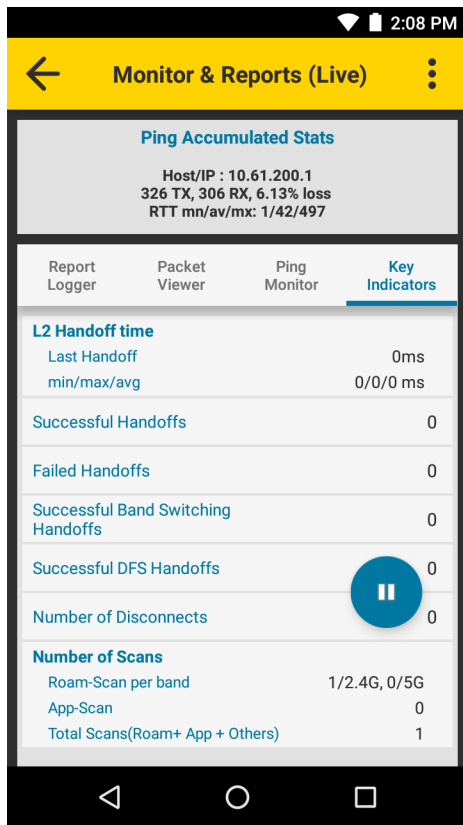 2:08 PM
Monitor & Reports (Live)
Ping Accumulated Stats
Host/IP : 10.61.200.1
326 TX, 306 RX, 6.13% loss
RTT mn/av/mx: 1/42/497
Report Logger
Packet Viewer
Ping Monitor
Key Indicators
L2 Handoff time
Last Handoff 0ms
min/max/avg 0/0/0 ms
Successful Handoffs 0
Failed Handoffs 0
Successful Band Switching
Handoffs 0
Successful DFS Handoffs 0
Number of Disconnects 0
Number of Scans
Roam-Scan per band 1/2.4G, 0/5G
App-Scan 0
Total Scans(Roam+ App + Others) 1